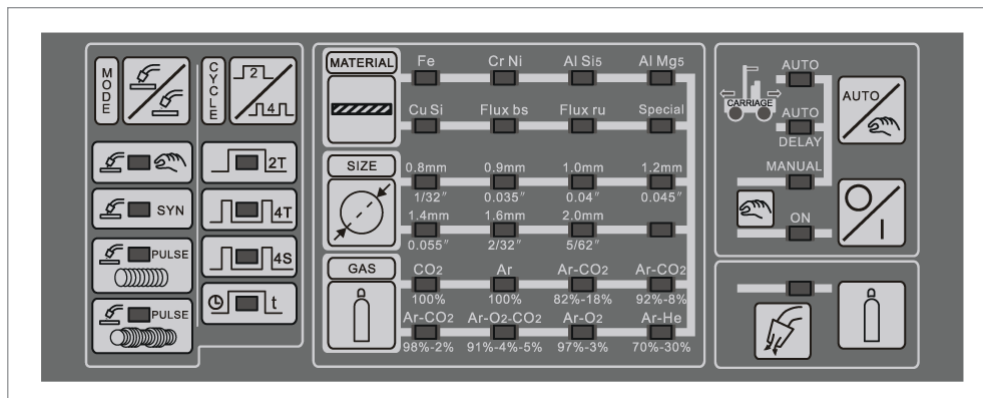 MODE
CYCLE
2
4
2T
SYN
4T
PULSE
4S
PULSE
t
MATERIAL
Fe
Cr Ni
Al Si5
Al Mg5
Cu Si
Flux bs
Flux ru
Special
SIZE
0.8mm
0.9mm
1.0mm
1.2mm
1/32″
0.035″
0.04″
0.045″
1.4mm
1.6mm
2.0mm
0.055″
2/32″
5/62″
GAS
CO2
Ar
Ar-CO2
Ar-CO2
100%
100%
82%-18%
92%-8%
Ar-CO2
Ar-O2-CO2
Ar-O2
Ar-He
98%-2%
91%-4%-5%
97%-3%
70%-30%
CARRIAGE
AUTO
AUTO
DELAY
MANUAL
ON
AUTO